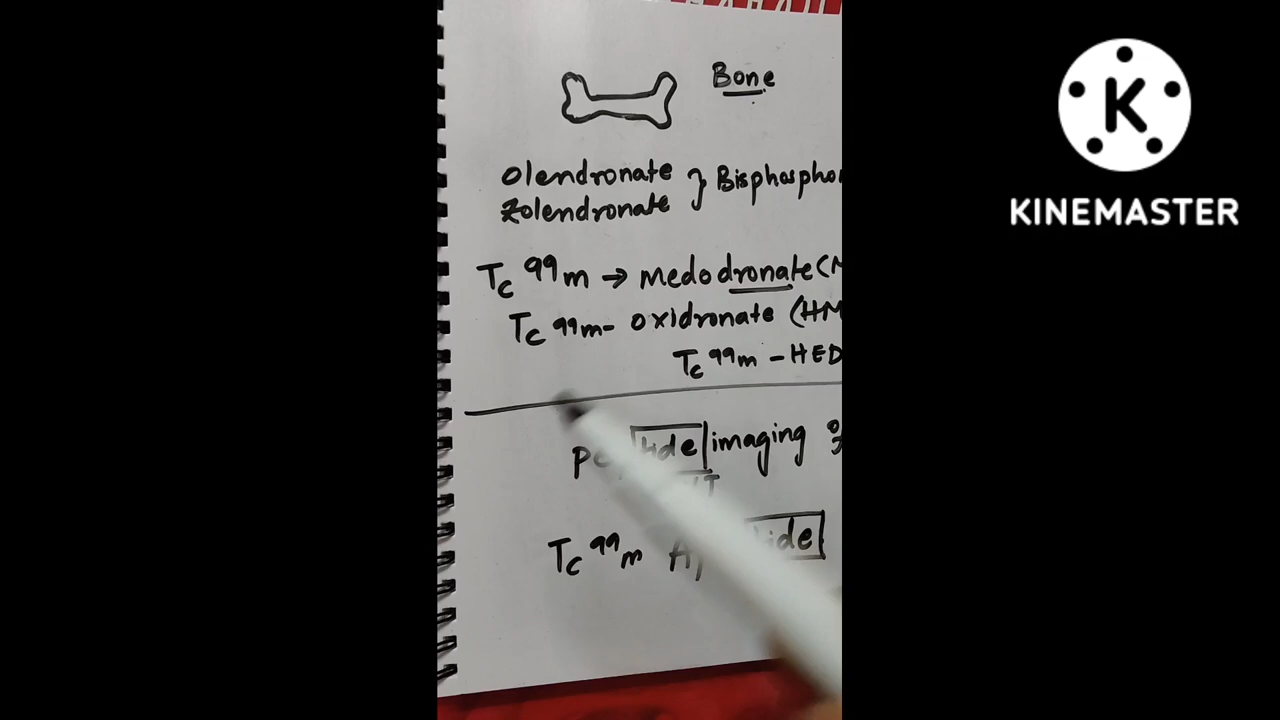 Bone
Olendronate } Bisphospho
Zolendronate
Tc 99m → medodronate (M
Tc 99m- oxidronate (HM
Tc 99m - HED
imaging
Tc 99m
K
KINEMASTER